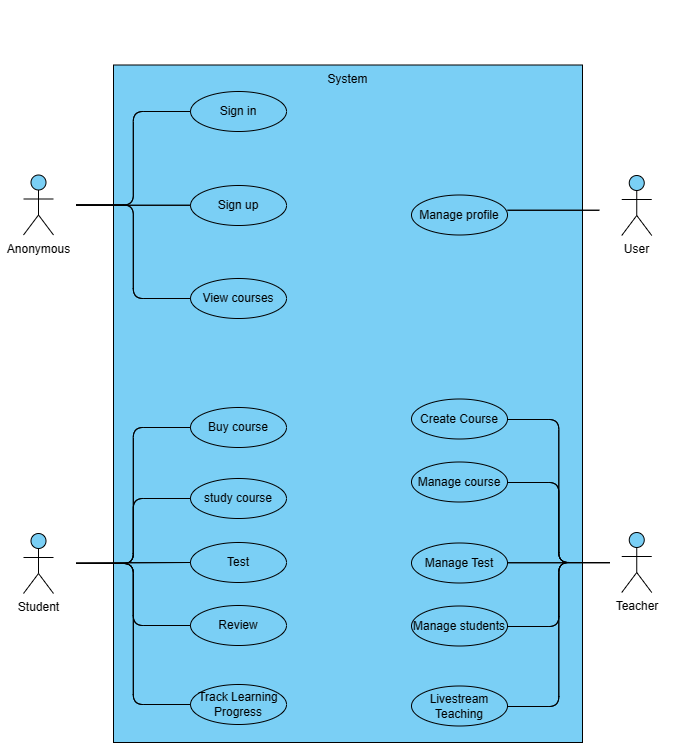 System
Sign in
Sign up
View courses
Anonymous
Manage profile
User
Buy course
study course
Test
Review
Track Learning
Progress
Student
Create Course
Manage course
Manage Test
Manage students
Livestream
Teaching
Teacher